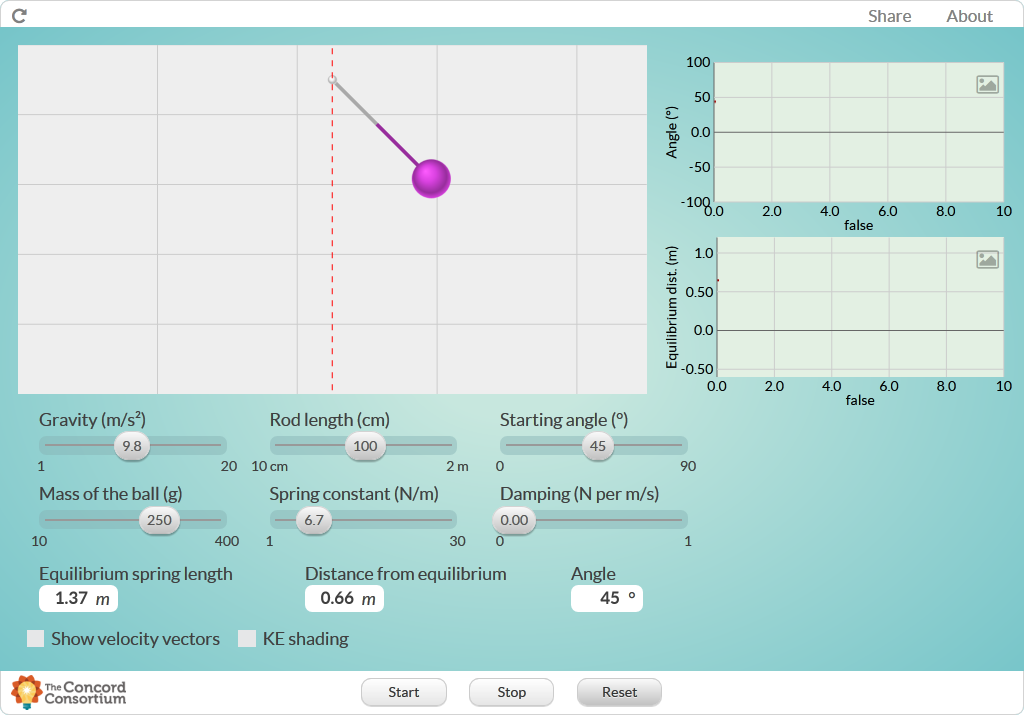 Share About
100
50
0.0
-50
-100
Angle (°)
0.0 2.0 4.0 6.0 8.0 10
false
1.0
0.50
0.0
-0.50
Equilibrium dist. (m)
0.0 2.0 4.0 6.0 8.0 10
false
Gravity (m/s²) Rod length (cm) Starting angle (°)
9.8 100 45
1 20 10 cm 2 m 0 90
Mass of the ball (g) Spring constant (N/m) Damping (N per m/s)
250 6.7 0.00
10 400 1 30 0 1
Equilibrium spring length Distance from equilibrium Angle
1.37 m 0.66 m 45 °
Show velocity vectors KE shading
The Concord
Consortium
Start Stop Reset